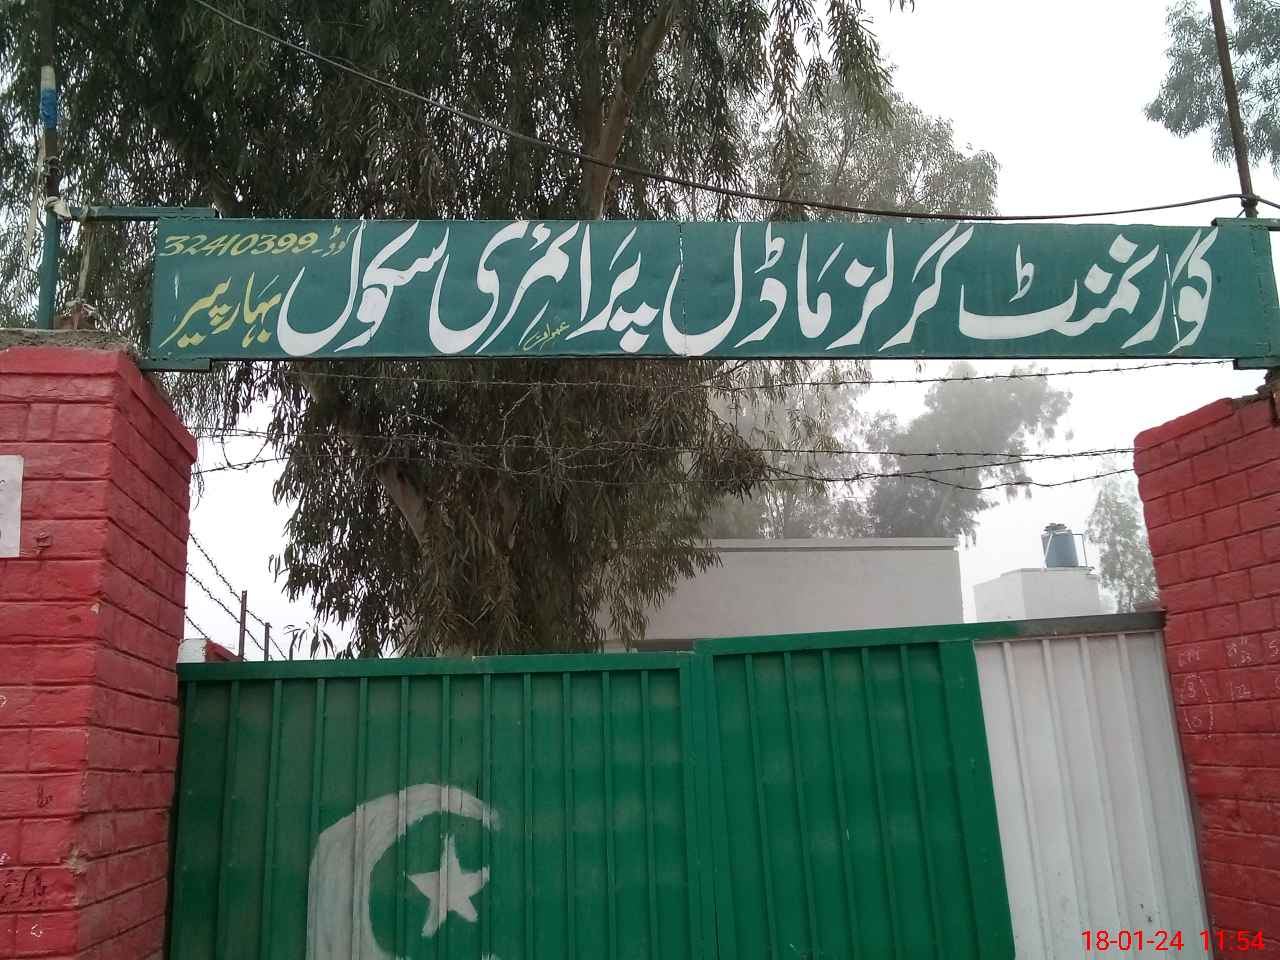 گورنمنٹ گرلز ماڈل پرائمری سکول
کوڈ۔32410399
بہار پیر
18-01-24 11:54